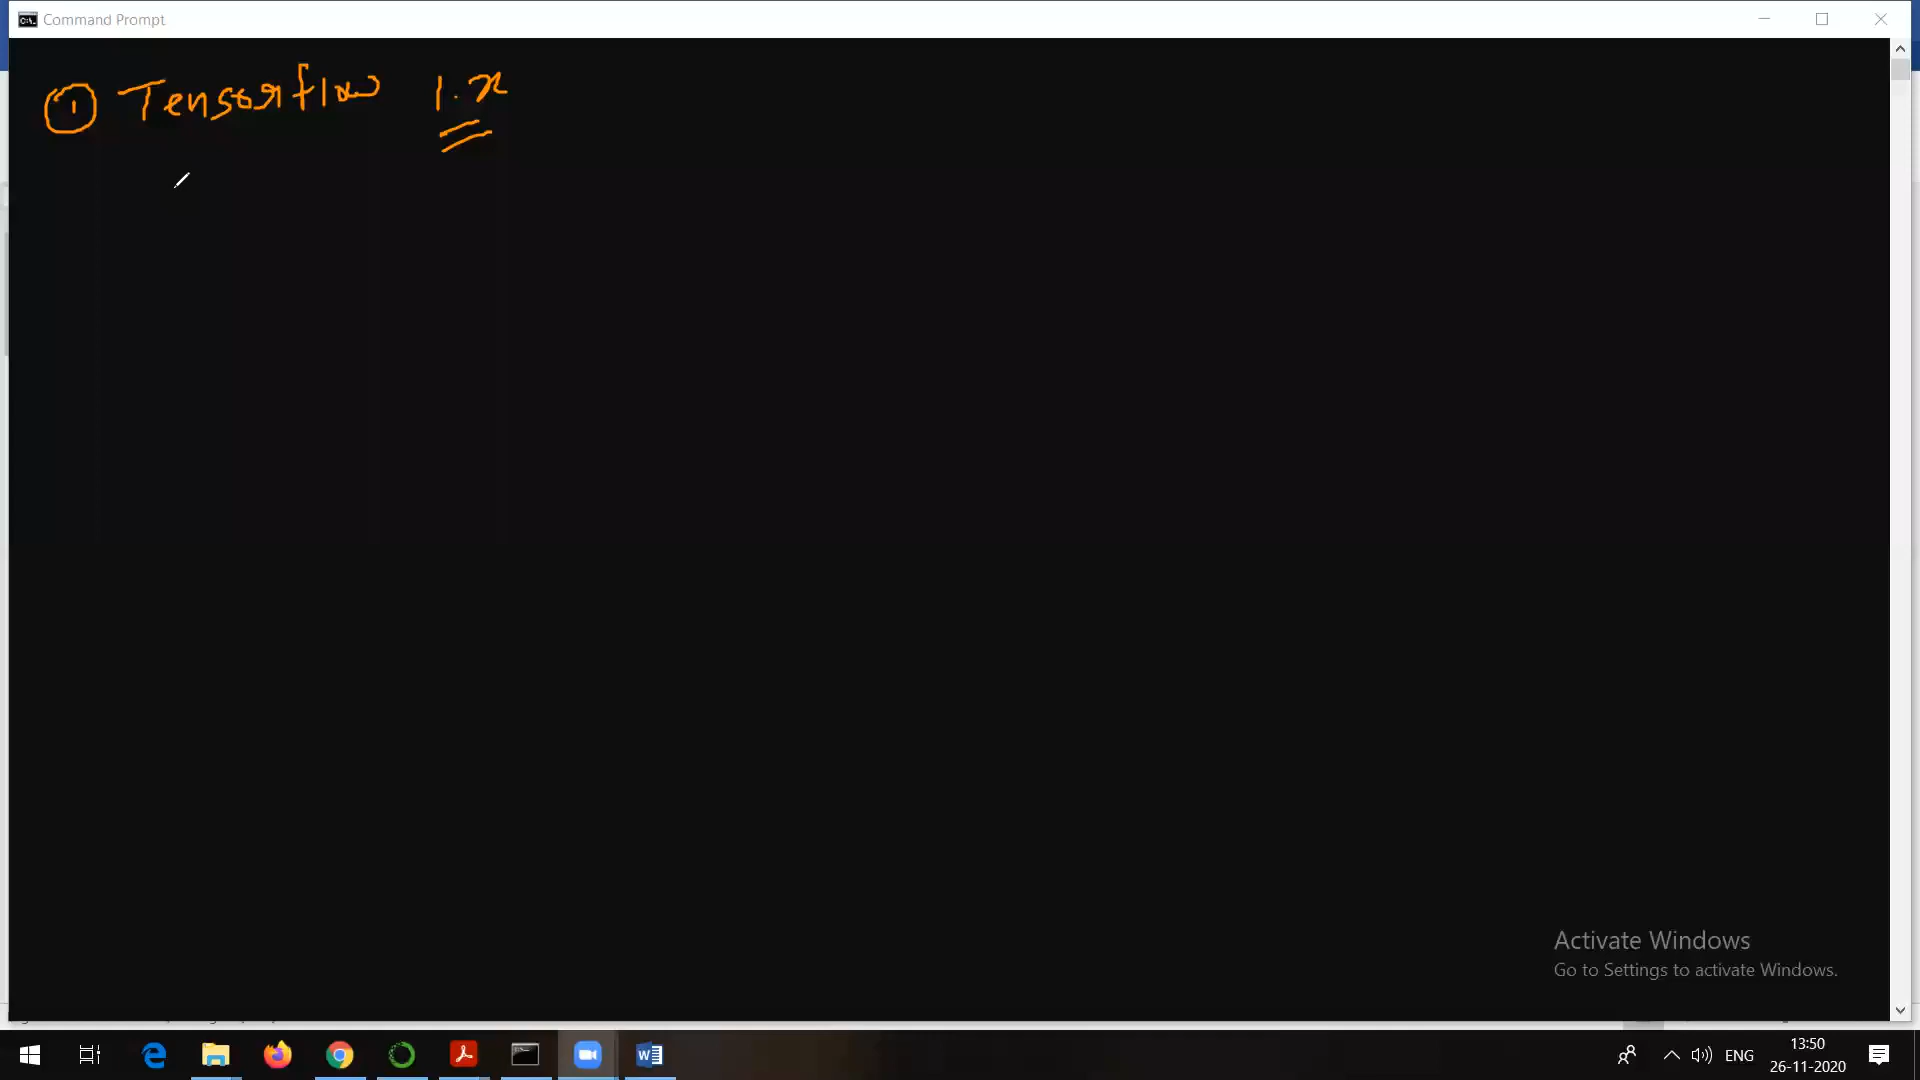 Command Prompt
① Tensorflow 1.x
Activate Windows
Go to Settings to activate Windows.
ENG
13:50
26-11-2020